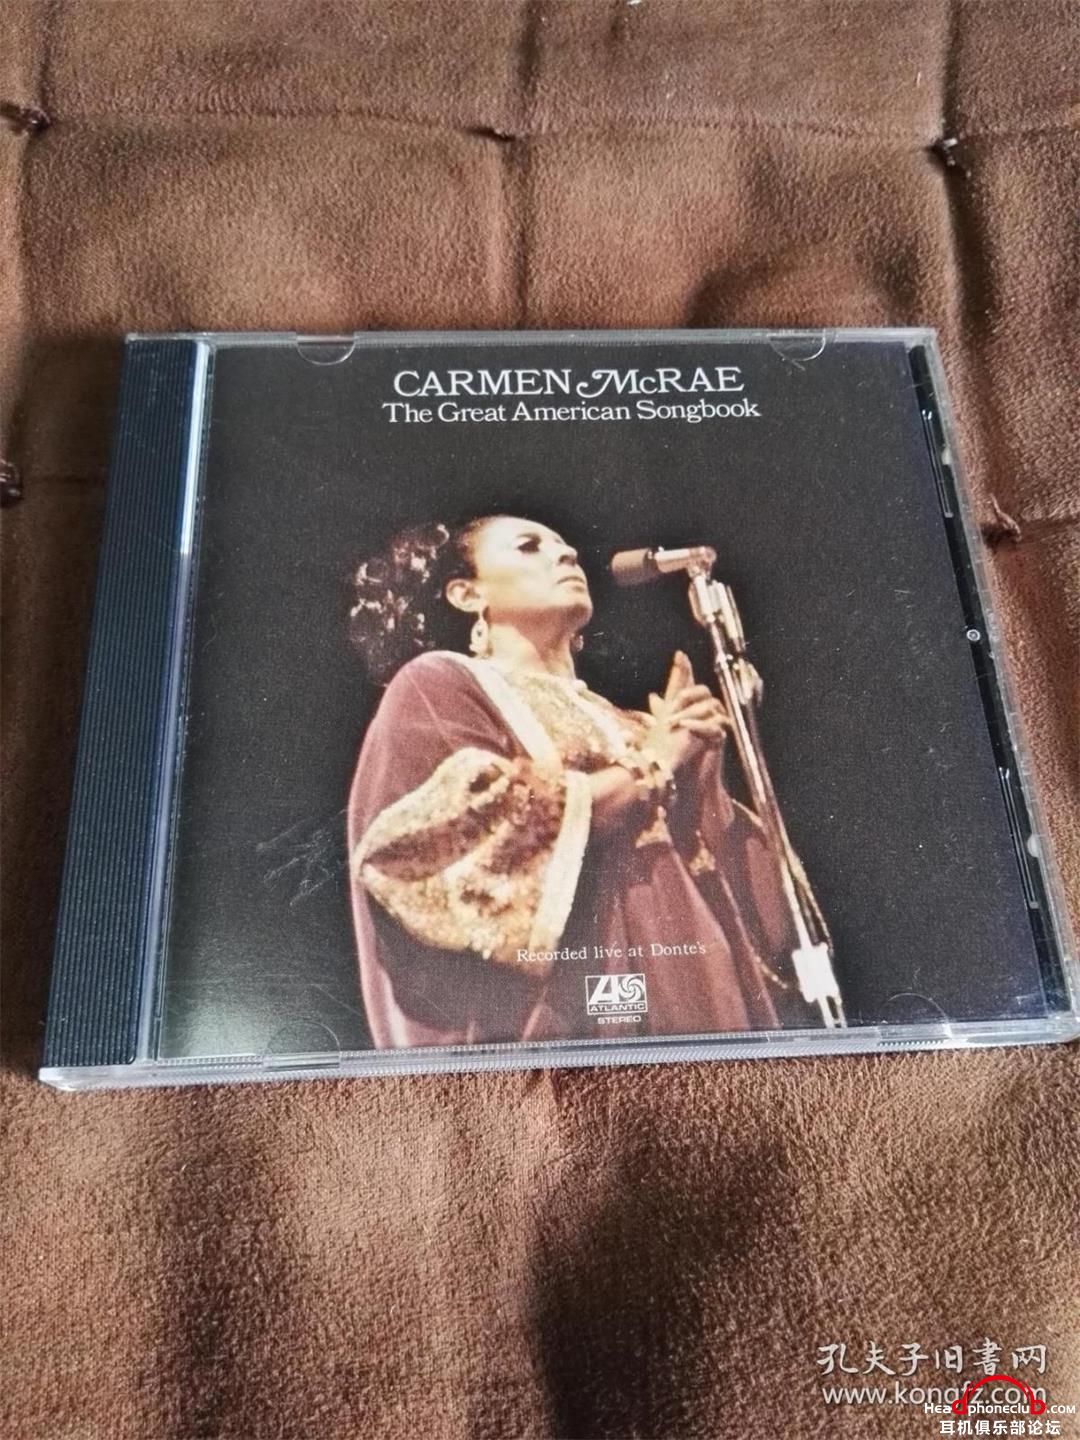 CARMEN McRAE
The Great American Songbook
Recorded live at Donte's
ATLANTIC
STEREO
孔夫子旧書网
www.kongfz.com
Headphoneclub.com
耳机俱乐部论坛